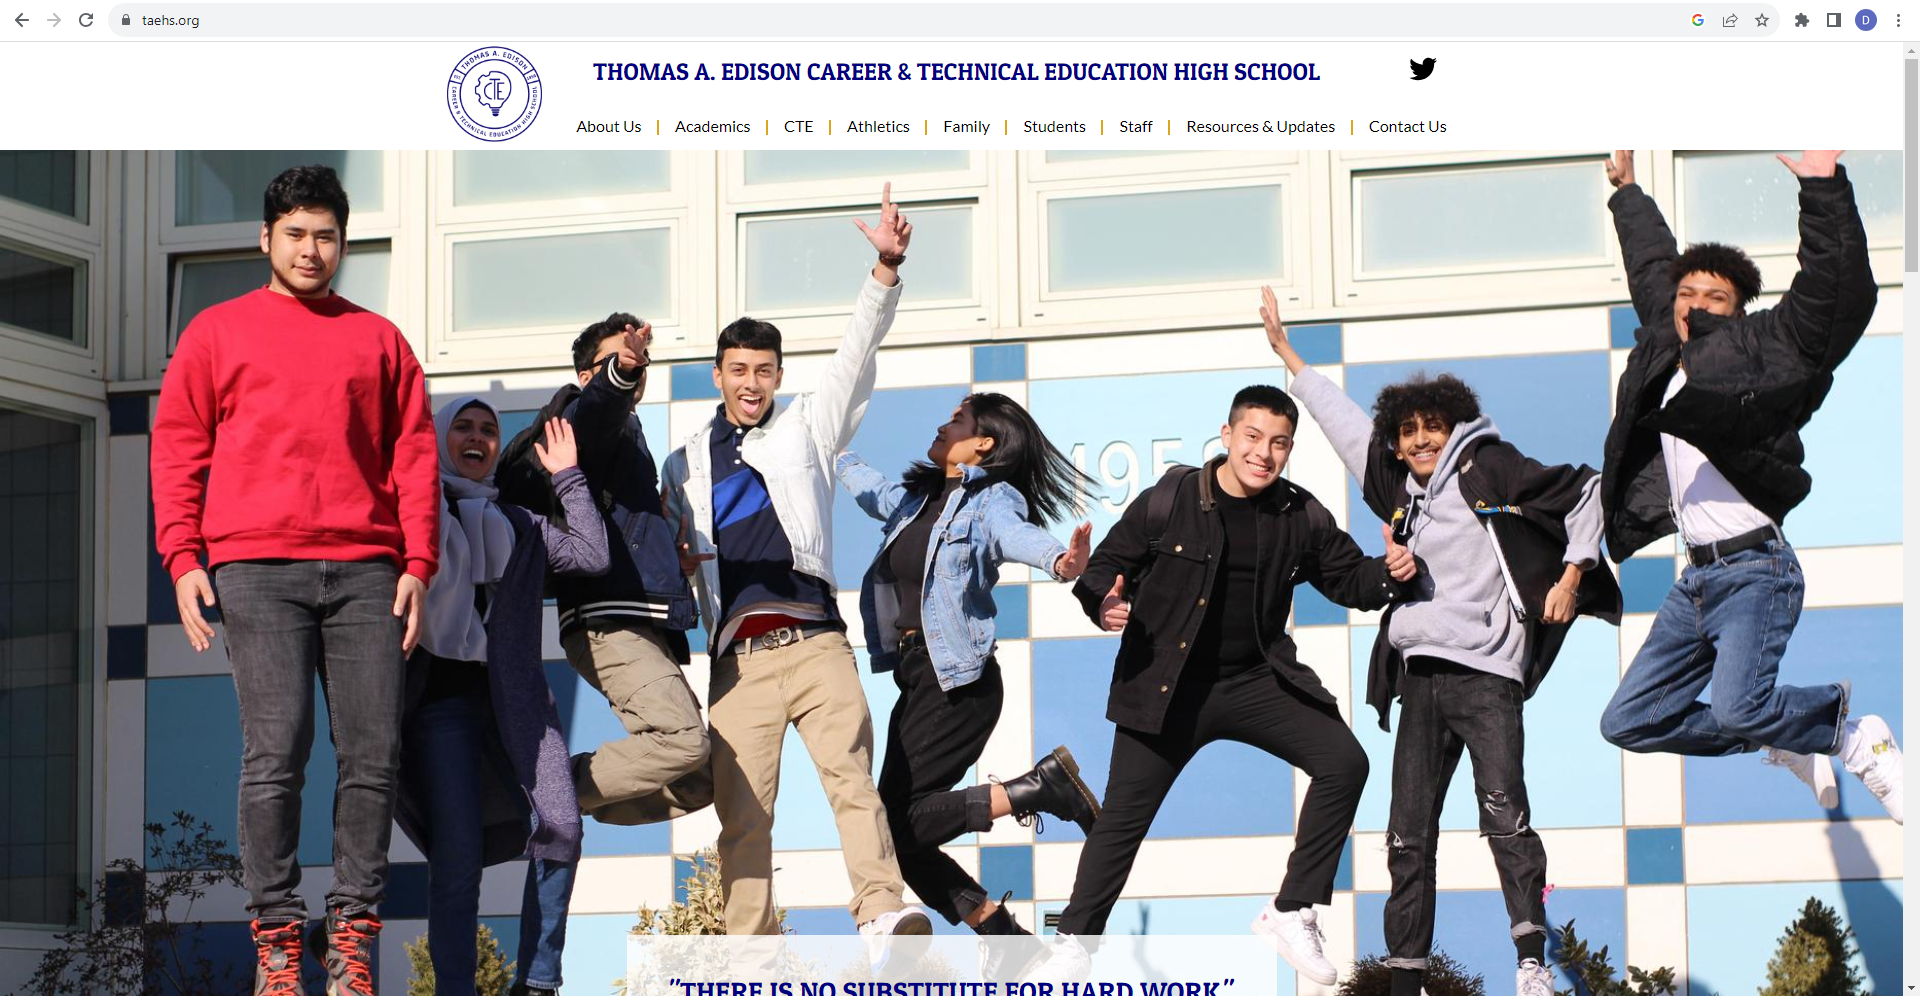 taehs.org
D
THOMAS A. EDISON
CAREER & TECHNICAL EDUCATION HIGH SCHOOL
CTE
THOMAS A. EDISON CAREER & TECHNICAL EDUCATION HIGH SCHOOL
About Us | Academics | CTE | Athletics | Family | Students | Staff | Resources & Updates | Contact Us
"THERE IS NO SUBSTITUTE FOR HARD WORK"